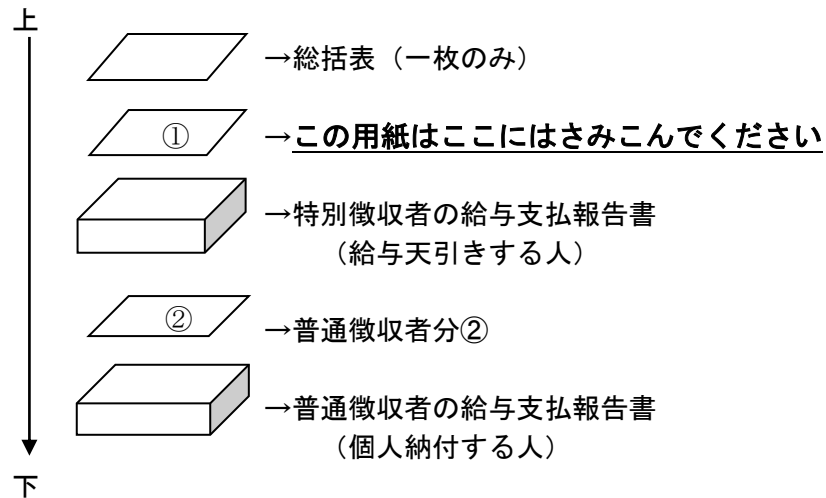 上
→総括表（一枚のみ）
①
→この用紙はここにはさみこんでください
→特別徴収者の給与支払報告書
（給与天引きする人）
②
→普通徴収者分②
→普通徴収者の給与支払報告書
（個人納付する人）
下